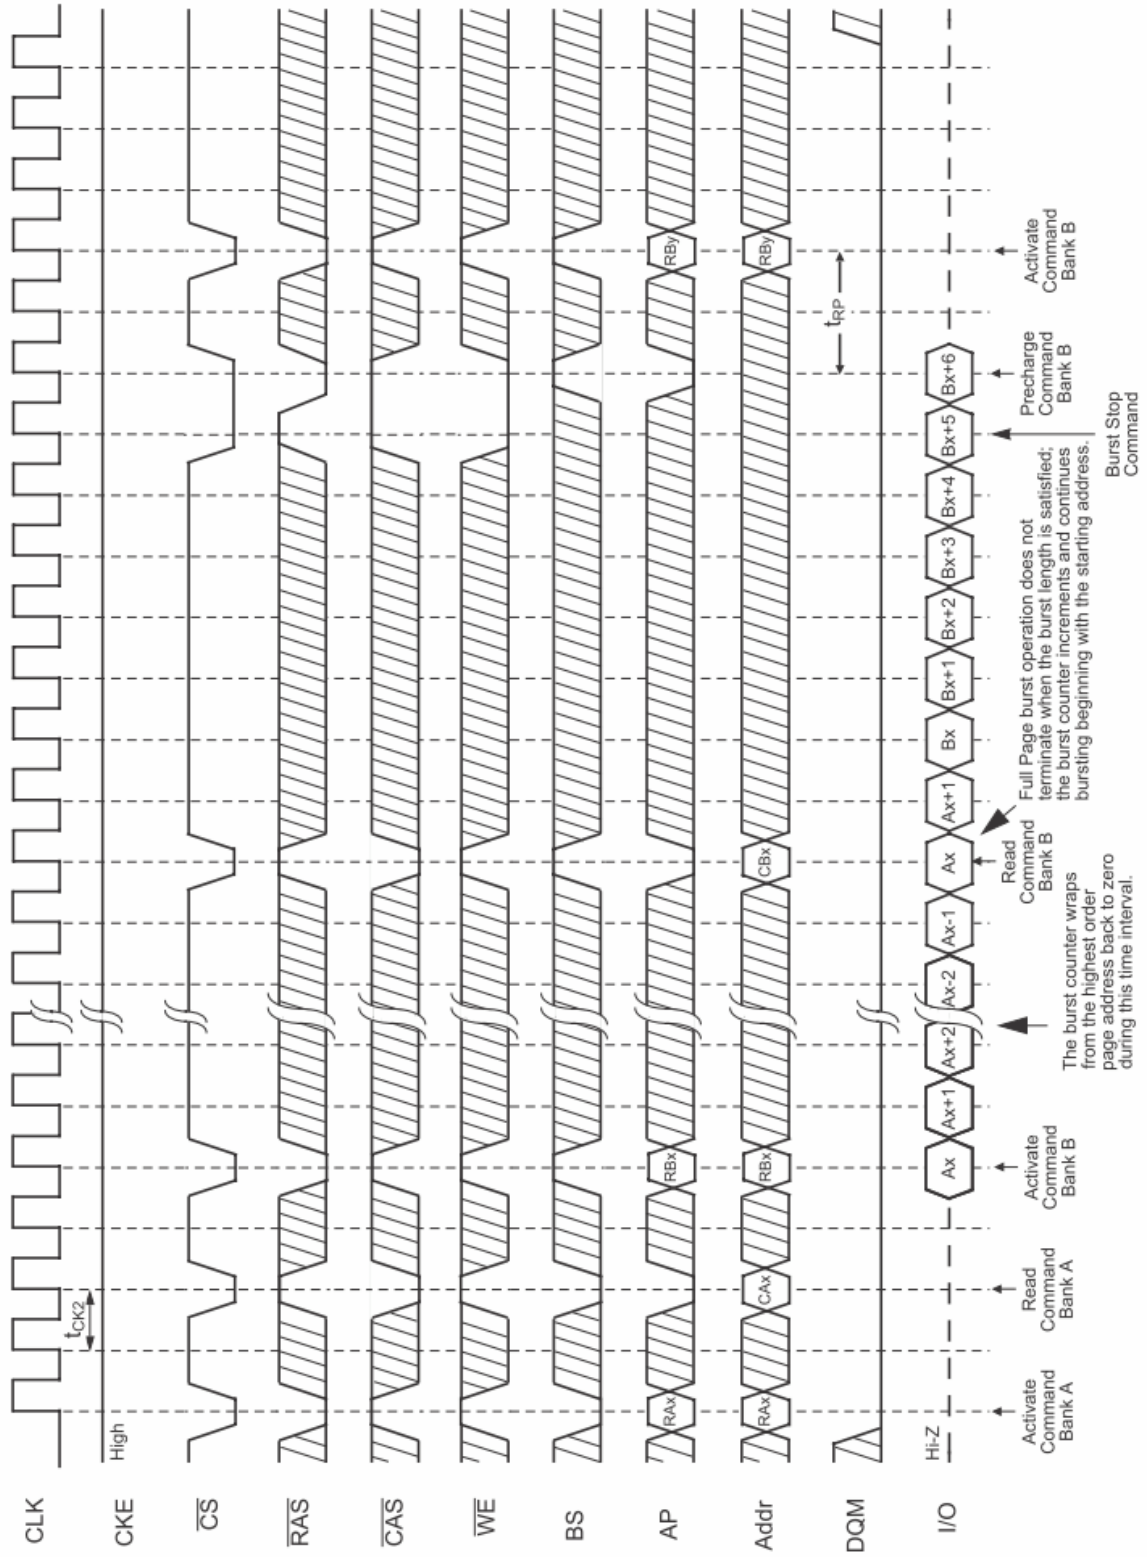 CLK
CKE
CS
RAS
CAS
WE
BS
AP
Addr
DQM
I/O
High
tCK2
Hi-Z
RAx
RAx
CAx
RBx
RBx
CBx
RBy
RBy
tRP
Ax
Ax+1
Ax+2
Ax-2
Ax-1
Ax
Ax+1
Bx
Bx+1
Bx+2
Bx+3
Bx+4
Bx+5
Bx+6
Activate
Command
Bank A
Read
Command
Bank A
Activate
Command
Bank B
The burst counter wraps
from the highest order
page address back to zero
during this time interval.
Read
Command
Bank B
Full Page burst operation does not
terminate when the burst length is satisfied;
the burst counter increments and continues
bursting beginning with the starting address.
Burst Stop
Command
Precharge
Command
Bank B
Activate
Command
Bank B